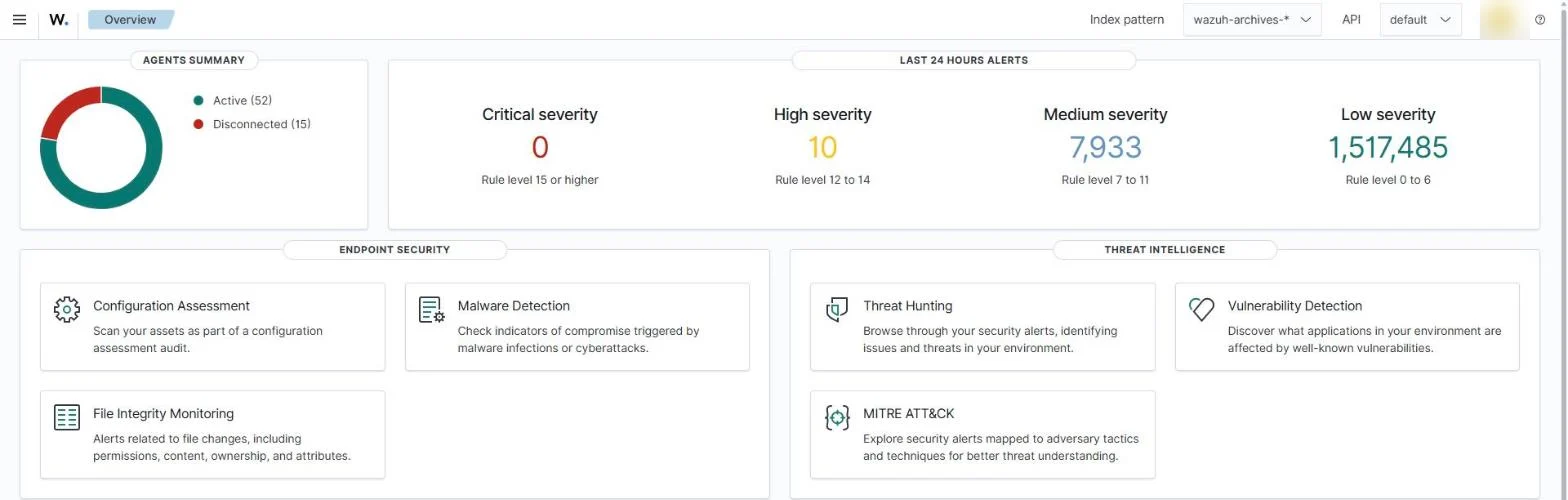 W. Overview Index pattern wazuh-archives-* API default
AGENTS SUMMARY
Active (52)
Disconnected (15)
LAST 24 HOURS ALERTS
Critical severity
0
Rule level 15 or higher
High severity
10
Rule level 12 to 14
Medium severity
7,933
Rule level 7 to 11
Low severity
1,517,485
Rule level 0 to 6
ENDPOINT SECURITY
Configuration Assessment
Scan your assets as part of a configuration
assessment audit.
Malware Detection
Check indicators of compromise triggered by
malware infections or cyberattacks.
File Integrity Monitoring
Alerts related to file changes, including
permissions, content, ownership, and attributes.
THREAT INTELLIGENCE
Threat Hunting
Browse through your security alerts, identifying
issues and threats in your environment.
Vulnerability Detection
Discover what applications in your environment are
affected by well-known vulnerabilities.
MITRE ATT&CK
Explore security alerts mapped to adversary tactics
and techniques for better threat understanding.